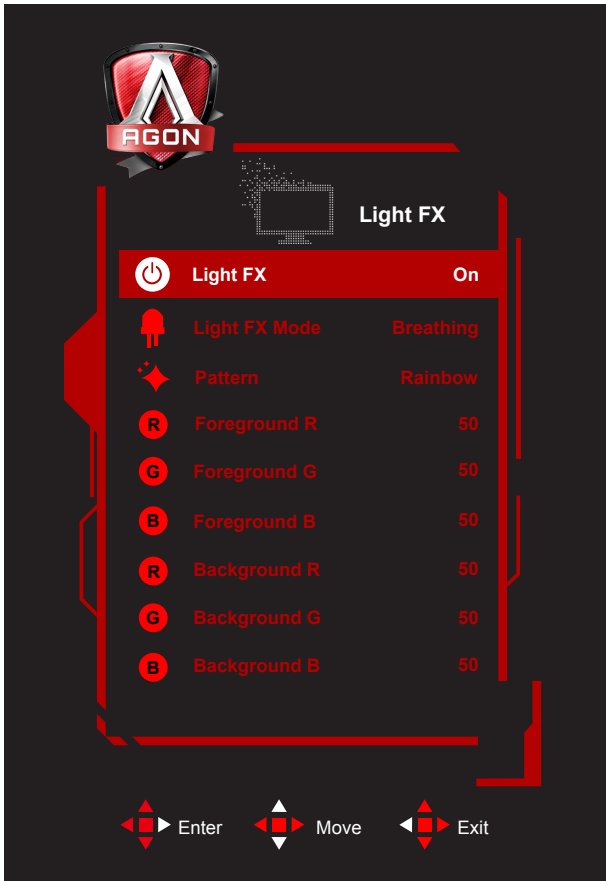 AGON
Light FX
Light FX On
Light FX Mode Breathing
Pattern Rainbow
R Foreground R 50
G Foreground G 50
B Foreground B 50
R Background R 50
G Background G 50
B Background B 50
Enter Move Exit